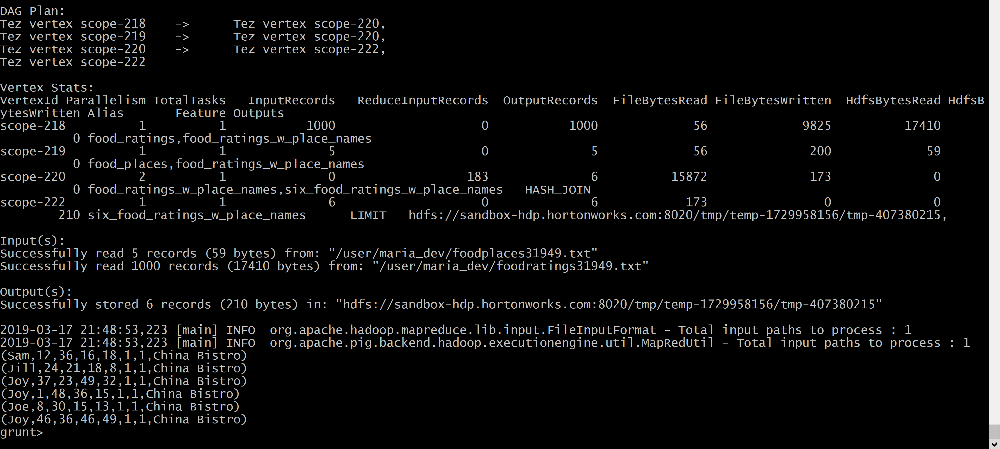 DAG Plan:
Tez vertex scope-218    ->      Tez vertex scope-220,
Tez vertex scope-219    ->      Tez vertex scope-220,
Tez vertex scope-220    ->      Tez vertex scope-222,
Tez vertex scope-222
Vertex Stats:
VertexId Parallelism TotalTasks   InputRecords   ReduceInputRecords  OutputRecords  FileBytesRead FileBytesWritten  HdfsBytesRead HdfsB
ytesWritten Alias       Feature Outputs
scope-218          1          1           1000                    0           1000             56             9825          17410
          0 food_ratings,food_ratings_w_place_names
scope-219          1          1              5                    0              5             56              200             59
          0 food_places,food_ratings_w_place_names
scope-220          2          1              0                  183              6          15872              173              0
          0 food_ratings_w_place_names,six_food_ratings_w_place_names   HASH_JOIN
scope-222          1          1              6                    0              6            173                0              0
        210 six_food_ratings_w_place_names      LIMIT   hdfs://sandbox-hdp.hortonworks.com:8020/tmp/temp-1729958156/tmp-407380215,
Input(s):
Successfully read 5 records (59 bytes) from: "/user/maria_dev/foodplaces31949.txt"
Successfully read 1000 records (17410 bytes) from: "/user/maria_dev/foodratings31949.txt"
Output(s):
Successfully stored 6 records (210 bytes) in: "hdfs://sandbox-hdp.hortonworks.com:8020/tmp/temp-1729958156/tmp-407380215"
2019-03-17 21:48:53,223 [main] INFO  org.apache.hadoop.mapreduce.lib.input.FileInputFormat - Total input paths to process : 1
2019-03-17 21:48:53,223 [main] INFO  org.apache.pig.backend.hadoop.executionengine.util.MapRedUtil - Total input paths to process : 1
(Sam,12,36,16,18,1,1,China Bistro)
(Jill,24,21,18,8,1,1,China Bistro)
(Joy,37,23,49,32,1,1,China Bistro)
(Joy,1,48,36,15,1,1,China Bistro)
(Joe,8,30,15,13,1,1,China Bistro)
(Joy,46,36,46,49,1,1,China Bistro)
grunt>